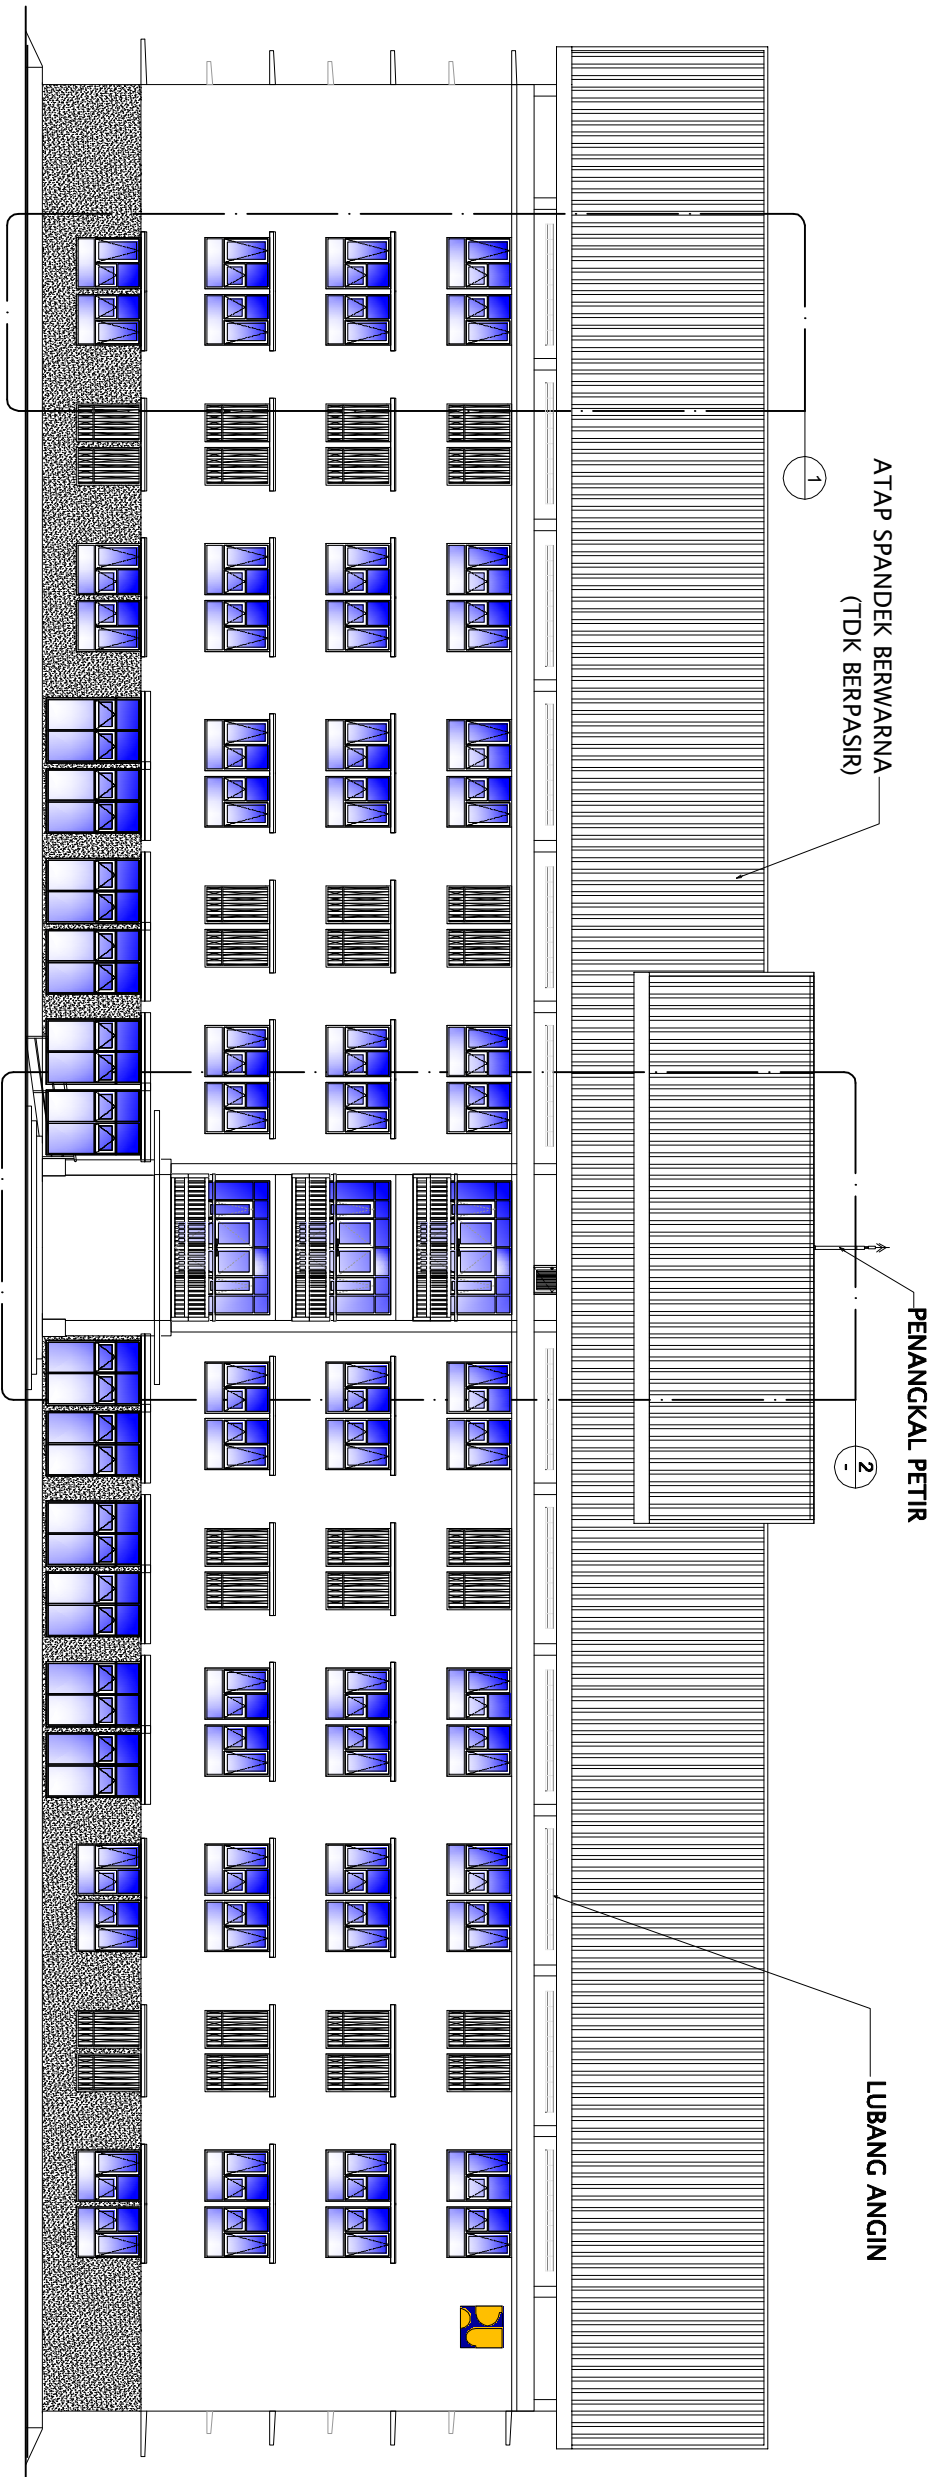 PENANGKAL PETIR
ATAP SPANDEK BERWARNA
(TDK BERPASIR)
LUBANG ANGIN
1
2
-